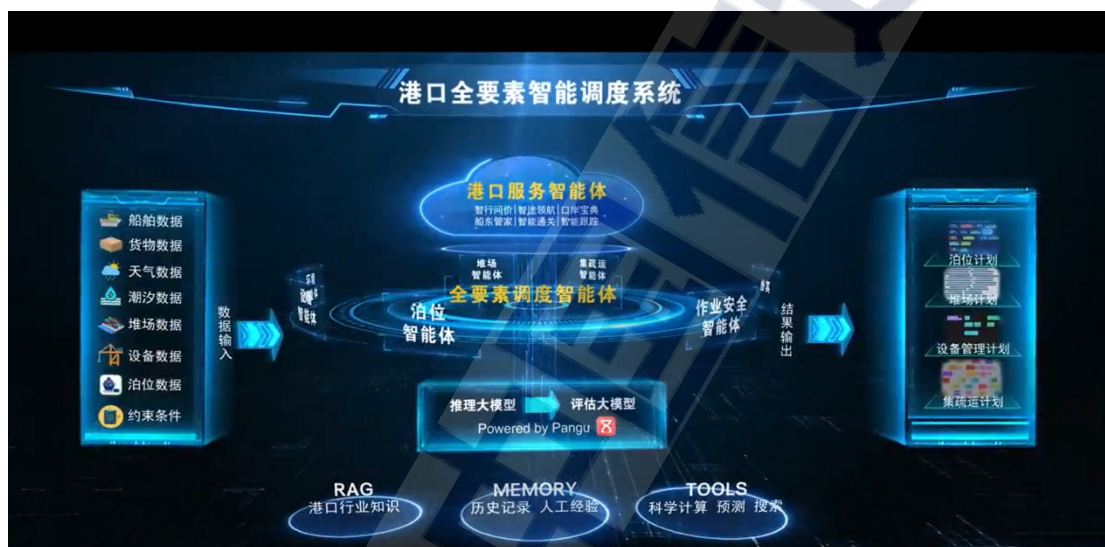 港口全要素智能调度系统
港口服务智能体
智行问价|智途领航|口岸宝典
船东管家|智能通关|智能跟踪
船舶数据
货物数据
天气数据
潮汐数据
堆场数据
设备数据
泊位数据
约束条件
数据输入
堆场
智能体
集疏运
智能体
全要素调度智能体
泊位
智能体
作业安全
智能体
智能体
结果输出
泊位计划
堆场计划
设备管理计划
集疏运计划
推理大模型
评估大模型
Powered by Pangu
RAG
港口行业知识
MEMORY
历史记录 人工经验
TOOLS
科学计算 预测 搜索